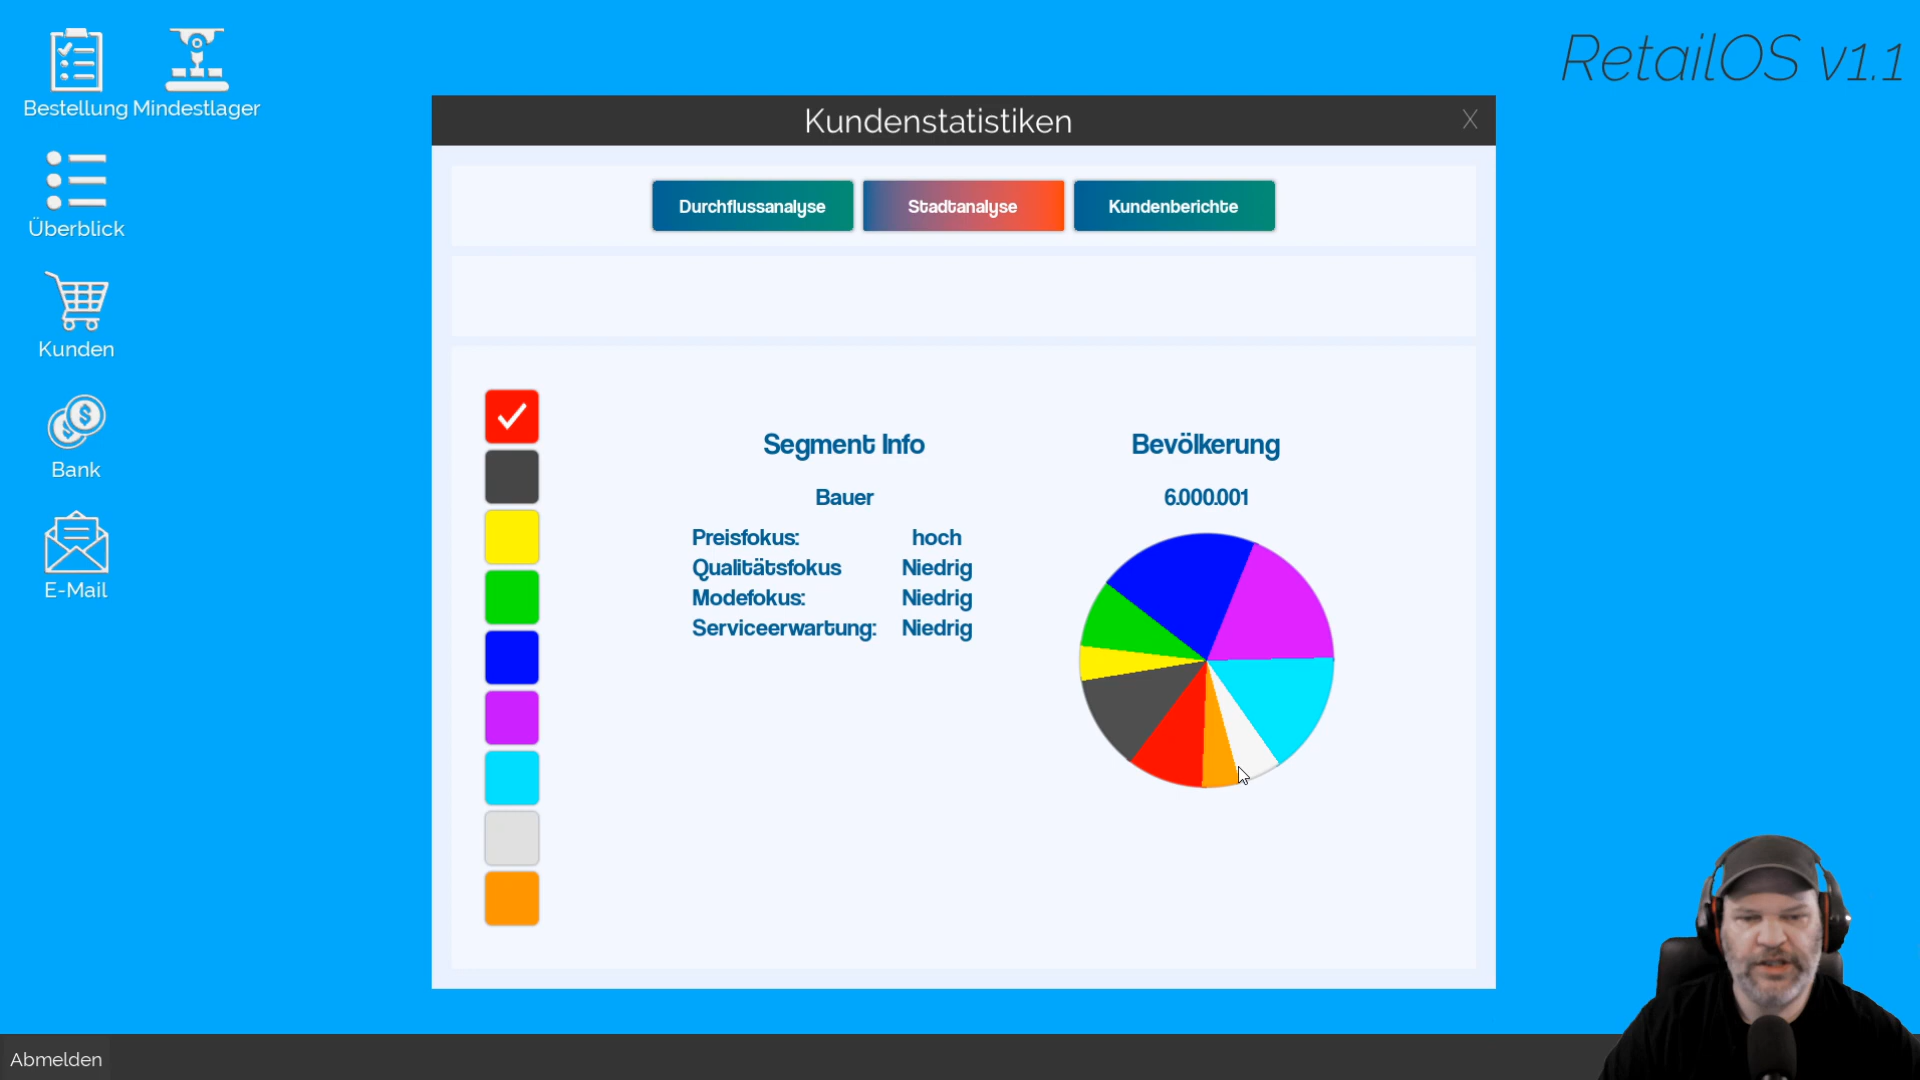 RetailOS v1.1
Bestellung
Mindestlager
Überblick
Kunden
Bank
E-Mail
Kundenstatistiken
X
Durchflussanalyse
Stadtanalyse
Kundenberichte
Segment Info
Bauer
Preisfokus: hoch
Qualitätsfokus Niedrig
Modefokus: Niedrig
Serviceerwartung: Niedrig
Bevölkerung
6.000.001
Abmelden